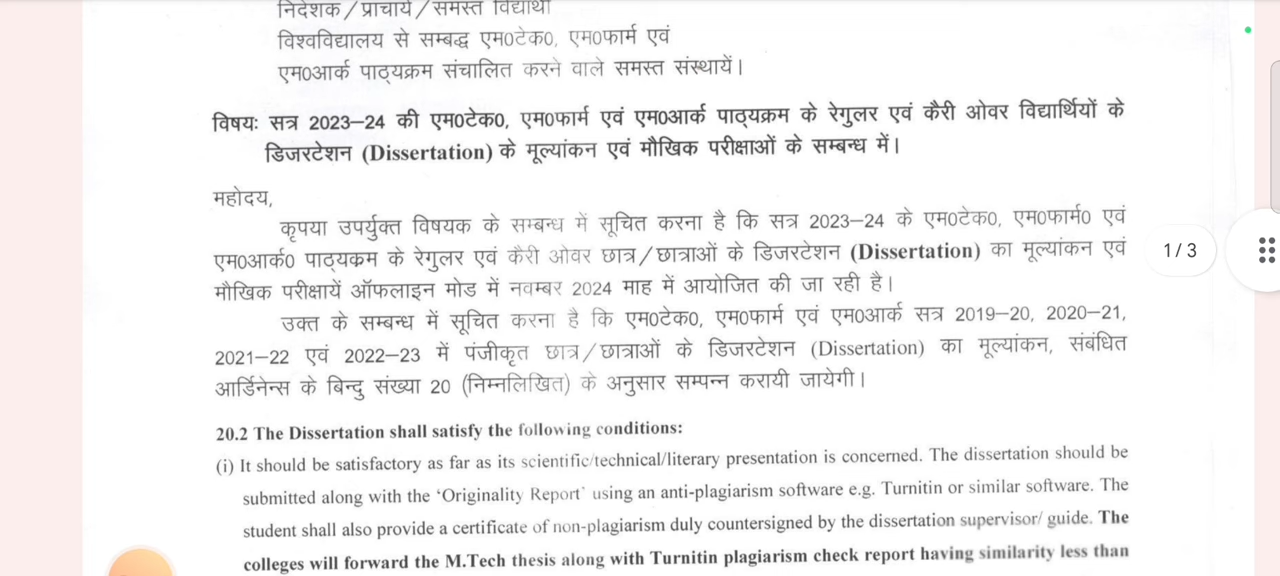 निदेशक/प्राचार्य/समस्त विद्यार्थी
विश्वविद्यालय से सम्बद्ध एम0टेक0, एम0फार्म एवं
एम0आर्क पाठ्यक्रम संचालित करने वाले समस्त संस्थायें।
विषयः सत्र 2023–24 की एम0टेक0, एम0फार्म एवं एम0आर्क पाठ्यक्रम के रेगुलर एवं कैरी ओवर विद्यार्थियों के
डिजरटेशन (Dissertation) के मूल्यांकन एवं मौखिक परीक्षाओं के सम्बन्ध में।
महोदय,
कृपया उपर्युक्त विषयक के सम्बन्ध में सूचित करना है कि सत्र 2023–24 के एम0टेक0, एम0फार्म0 एवं
एम0आर्क0 पाठ्यक्रम के रेगुलर एवं कैरी ओवर छात्र/छात्राओं के डिजरटेशन (Dissertation) का मूल्यांकन एवं
मौखिक परीक्षायें ऑफलाइन मोड में नवम्बर 2024 माह में आयोजित की जा रही है।
1/3
उक्त के सम्बन्ध में सूचित करना है कि एम0टेक0, एम0फार्म एवं एम0आर्क सत्र 2019–20, 2020–21,
2021–22 एवं 2022–23 में पंजीकृत छात्र/छात्राओं के डिजरटेशन (Dissertation) का मूल्यांकन, संबंधित
आर्डिनेन्स के बिन्दु संख्या 20 (निम्नलिखित) के अनुसार सम्पन्न करायी जायेगी।
20.2 The Dissertation shall satisfy the following conditions:
(i) It should be satisfactory as far as its scientific/technical/literary presentation is concerned. The dissertation should be
submitted along with the ‘Originality Report’ using an anti-plagiarism software e.g. Turnitin or similar software. The
student shall also provide a certificate of non-plagiarism duly countersigned by the dissertation supervisor/ guide. The
colleges will forward the M.Tech thesis along with Turnitin plagiarism check report having similarity less than